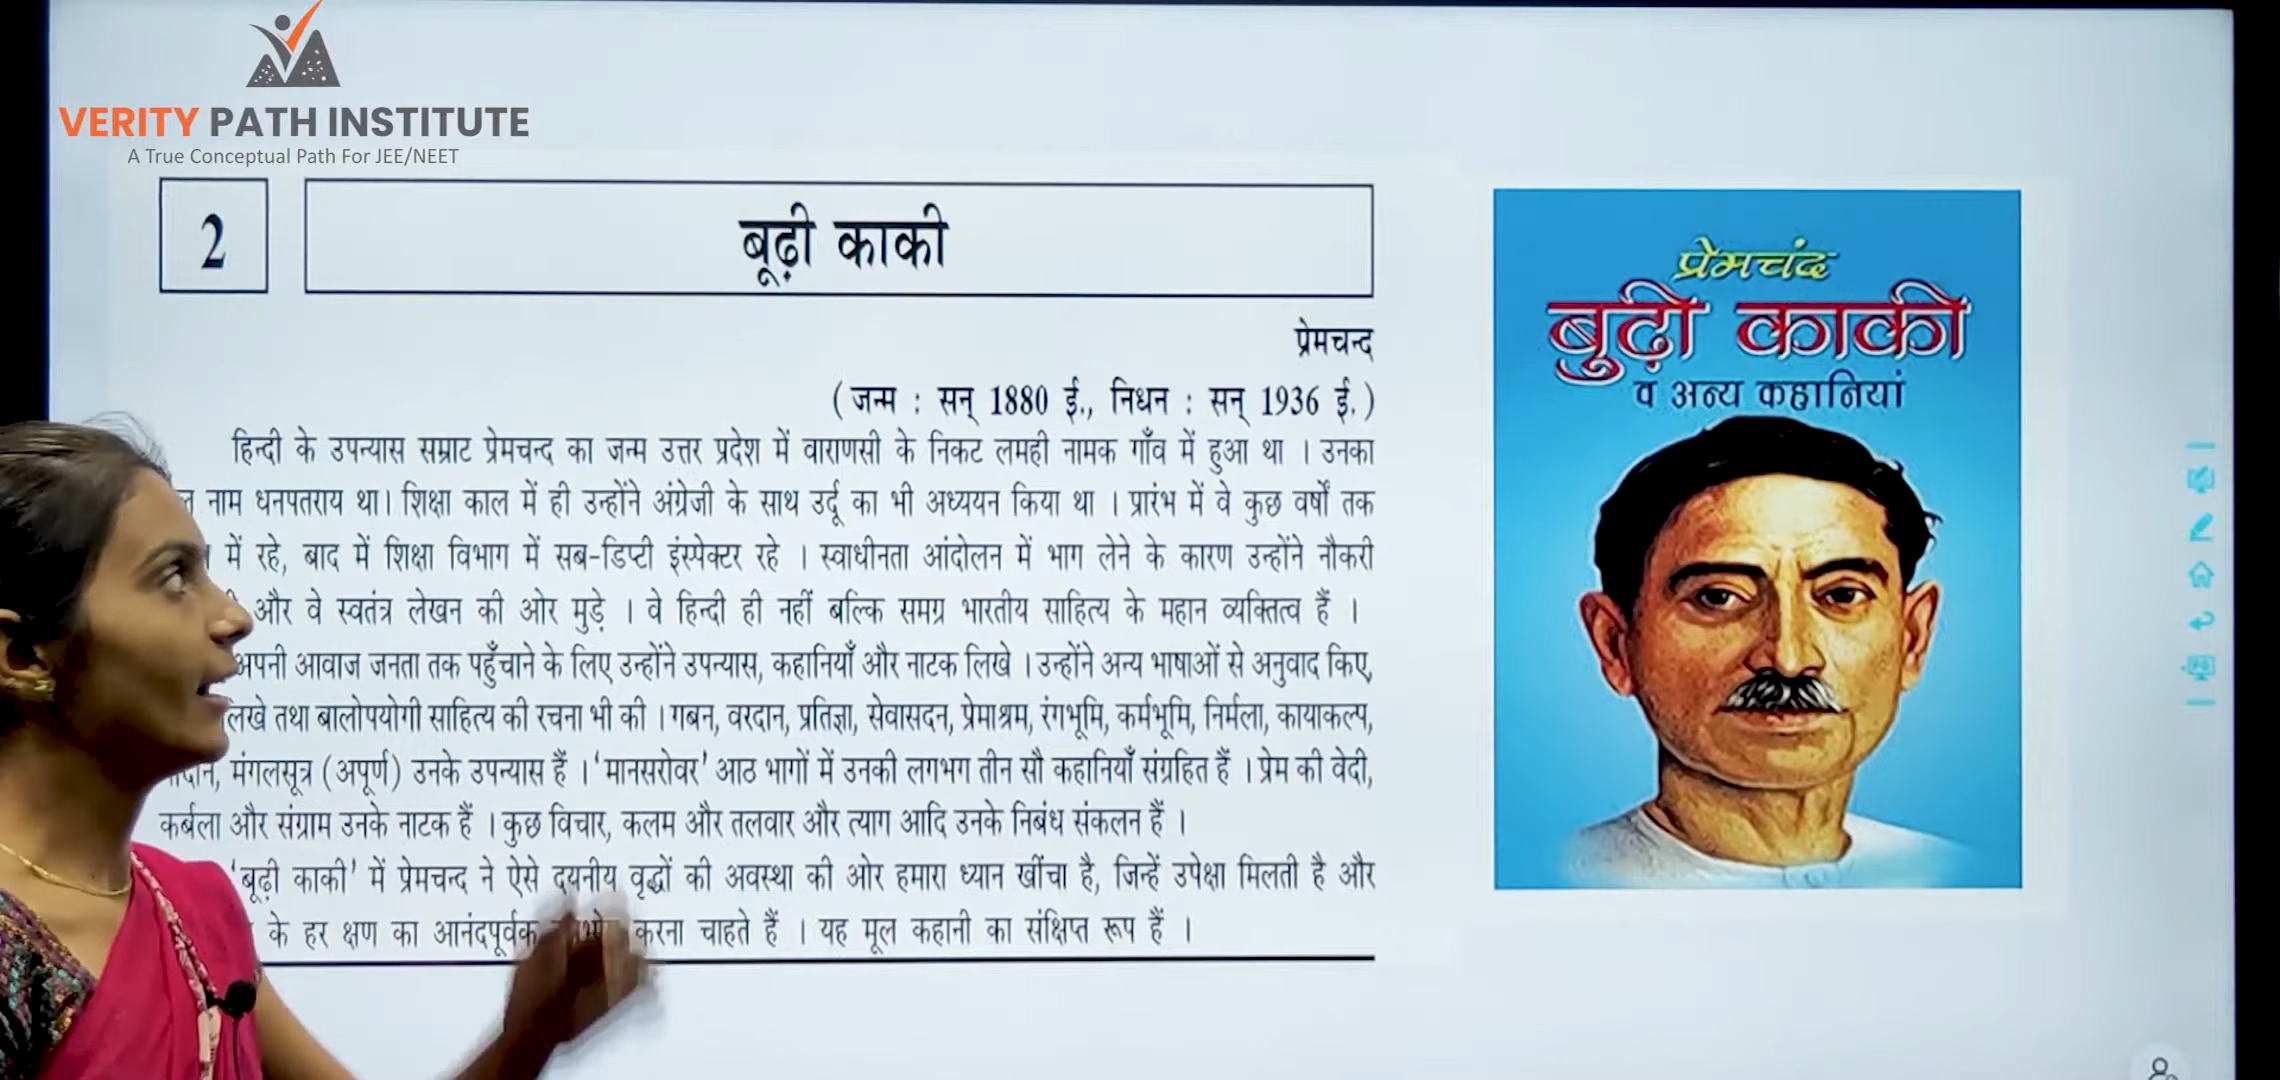 VERITY PATH INSTITUTE
A True Conceptual Path For JEE/NEET
2
बूढ़ी काकी
प्रेमचन्द
( जन्म : सन् 1880 ई., निधन : सन् 1936 ई. )
हिन्दी के उपन्यास सम्राट प्रेमचन्द का जन्म उत्तर प्रदेश में वाराणसी के निकट लमही नामक गाँव में हुआ था । उनका
नाम धनपतराय था। शिक्षा काल में ही उन्होंने अंग्रेजी के साथ उर्दू का भी अध्ययन किया था । प्रारंभ में वे कुछ वर्षों तक
में रहे, बाद में शिक्षा विभाग में सब-डिप्टी इंस्पेक्टर रहे । स्वाधीनता आंदोलन में भाग लेने के कारण उन्होंने नौकरी
और वे स्वतंत्र लेखन की ओर मुड़े । वे हिन्दी ही नहीं बल्कि समग्र भारतीय साहित्य के महान व्यक्तित्व हैं ।
अपनी आवाज जनता तक पहुँचाने के लिए उन्होंने उपन्यास, कहानियाँ और नाटक लिखे । उन्होंने अन्य भाषाओं से अनुवाद किए,
तथा बालोपयोगी साहित्य की रचना भी की । गबन, वरदान, प्रतिज्ञा, सेवासदन, प्रेमाश्रम, रंगभूमि, कर्मभूमि, निर्मला, कायाकल्प,
मंगलसूत्र (अपूर्ण) उनके उपन्यास हैं । 'मानसरोवर' आठ भागों में उनकी लगभग तीन सौ कहानियाँ संग्रहित हैं । प्रेम की वेदी,
कर्बला और संग्राम उनके नाटक हैं । कुछ विचार, कलम और तलवार और त्याग आदि उनके निबंध संकलन हैं ।
'बूढ़ी काकी' में प्रेमचन्द ने ऐसे दयनीय वृद्धों की अवस्था की ओर हमारा ध्यान खींचा है, जिन्हें उपेक्षा मिलती है और
के हर क्षण का आनंदपूर्वक करना चाहते हैं । यह मूल कहानी का संक्षिप्त रूप हैं ।
प्रेमचंद
बुढ़ी काकी
व अन्य कहानियां